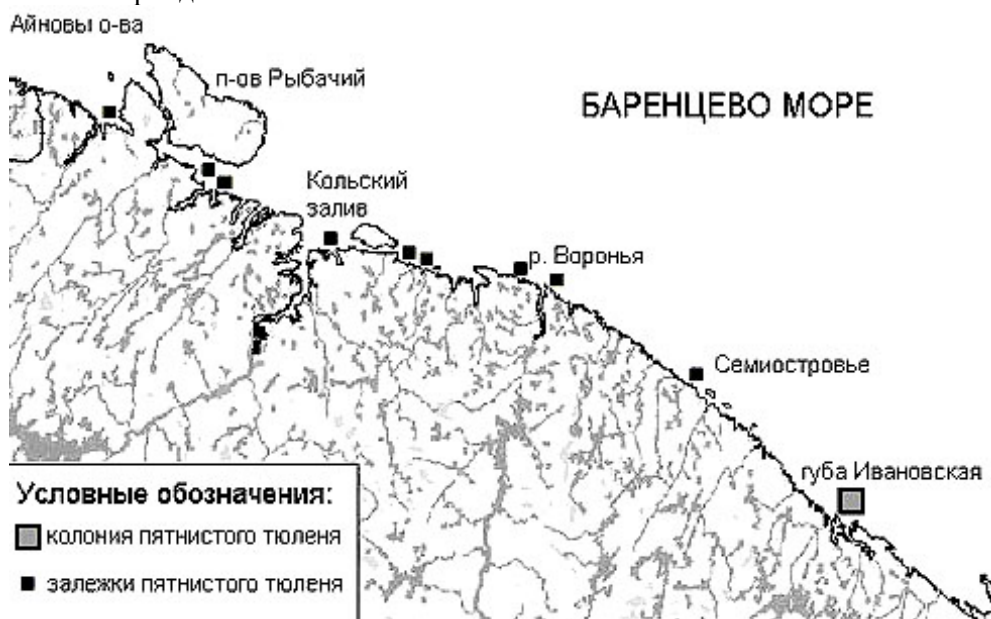 Айновы о-ва
п-ов Рыбачий
БАРЕНЦЕВО МОРЕ
Кольский
залив
р. Воронья
Семиостровье
губа Ивановская
Условные обозначения:
колония пятнистого тюленя
залежки пятнистого тюленя